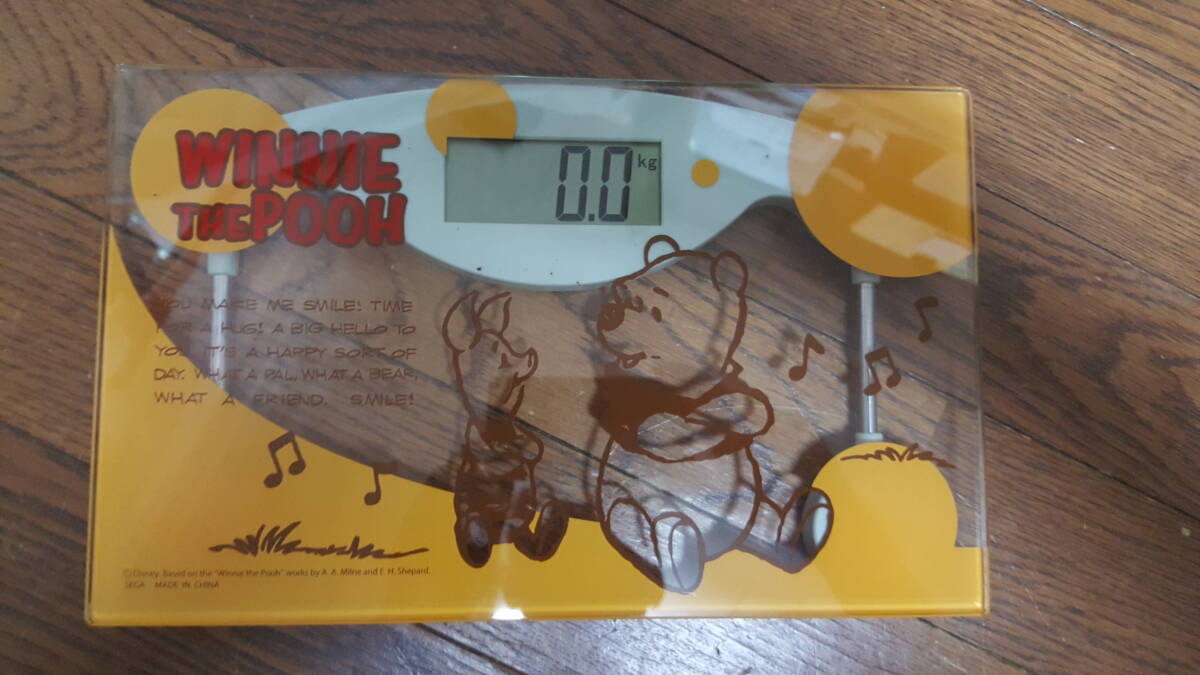 WINNIE
THE POOH
0.0 kg
YOU MAKE ME SMILE! TIME
FOR A HUG! A BIG HELLO TO
YOU IT'S A HAPPY SORT OF
DAY. WHAT A PAL, WHAT A BEAR,
WHAT A FRIEND. SMILE!
©Disney. Based on the "Winnie the Pooh" works by A. A. Milne and E. H. Shepard.
SEGA MADE IN CHINA